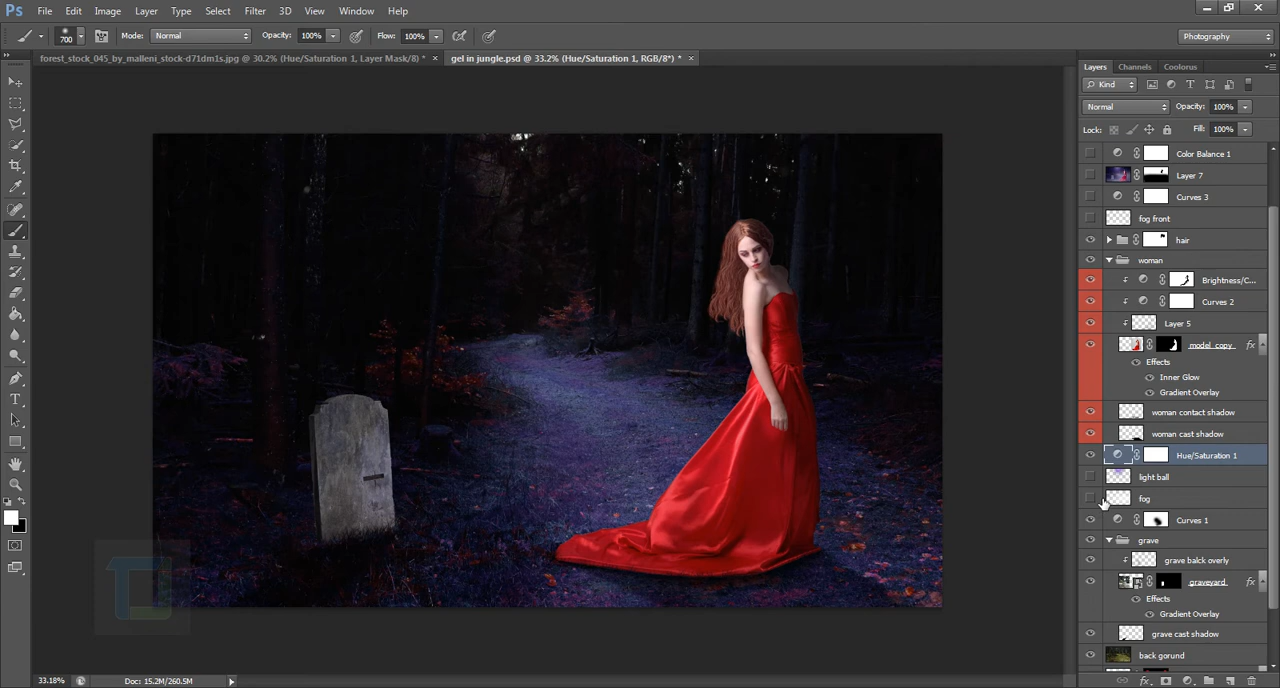 Ps File Edit Image Layer Type Select Filter 3D View Window Help
700 Mode: Normal Opacity: 100% Flow: 100% Photography
forest_stock_045_by_malleni_stock-d71dm1s.jpg @ 30.2% (Hue/Saturation 1, Layer Mask/8) * × gel in jungle.psd @ 33.2% (Hue/Saturation 1, RGB/8*) * ×
Layers Channels Coolorus
Kind
Normal Opacity: 100%
Lock: Fill: 100%
Color Balance 1
Layer 7
Curves 3
fog front
hair
woman
Brightness/C...
Curves 2
Layer 5
model copy fx
Effects
Inner Glow
Gradient Overlay
woman contact shadow
woman cast shadow
Hue/Saturation 1
light ball
fog
Curves 1
grave
grave balck overly
graveyard fx
Effects
Gradient Overlay
grave cast shadow
back gorund
33.18% Doc: 15.2M/260.5M